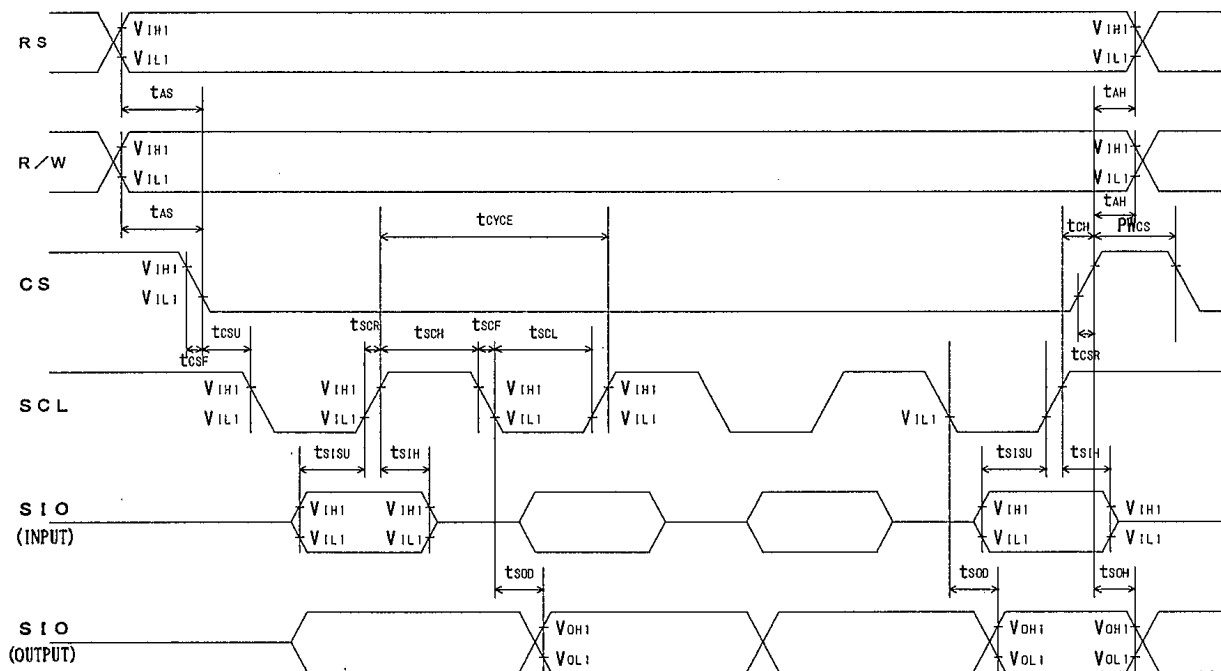 RS VIH1 VIH1
VIL1 VIL1
tAS tAH
R/W VIH1 VIH1
VIL1 VIL1
tAS tCYCE tCH tAH PWCS
CS VIH1
VIL1
tCSF tCSU tSCR tSCH tSCF tSCL tCSR
SCL VIH1 VIH1 VIH1 VIH1
VIL1 VIL1 VIL1 VIL1 VIL1
tSISU tSIH tSISU tSIH
SIO VIH1 VIH1 VIH1 VIH1
(INPUT) VIL1 VIL1 VIL1 VIL1
tSOD tSOD tSOH
SIO VOH1 VOH1 VOH1
(OUTPUT) VOL1 VOL1 VOL1